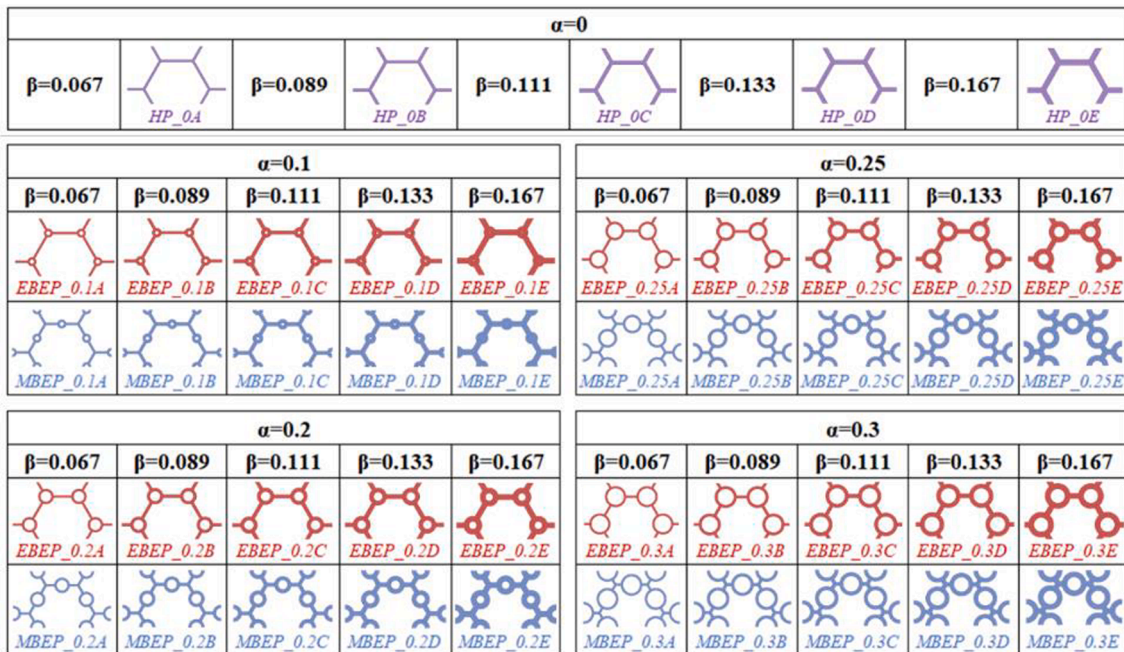 α=0
β=0.067 β=0.089 β=0.111 β=0.133 β=0.167
HP_0A HP_0B HP_0C HP_0D HP_0E
α=0.1
β=0.067 β=0.089 β=0.111 β=0.133 β=0.167
EBEP_0.1A EBEP_0.1B EBEP_0.1C EBEP_0.1D EBEP_0.1E
MBEP_0.1A MBEP_0.1B MBEP_0.1C MBEP_0.1D MBEP_0.1E
α=0.25
β=0.067 β=0.089 β=0.111 β=0.133 β=0.167
EBEP_0.25A EBEP_0.25B EBEP_0.25C EBEP_0.25D EBEP_0.25E
MBEP_0.25A MBEP_0.25B MBEP_0.25C MBEP_0.25D MBEP_0.25E
α=0.2
β=0.067 β=0.089 β=0.111 β=0.133 β=0.167
EBEP_0.2A EBEP_0.2B EBEP_0.2C EBEP_0.2D EBEP_0.2E
MBEP_0.2A MBEP_0.2B MBEP_0.2C MBEP_0.2D MBEP_0.2E
α=0.3
β=0.067 β=0.089 β=0.111 β=0.133 β=0.167
EBEP_0.3A EBEP_0.3B EBEP_0.3C EBEP_0.3D EBEP_0.3E
MBEP_0.3A MBEP_0.3B MBEP_0.3C MBEP_0.3D MBEP_0.3E